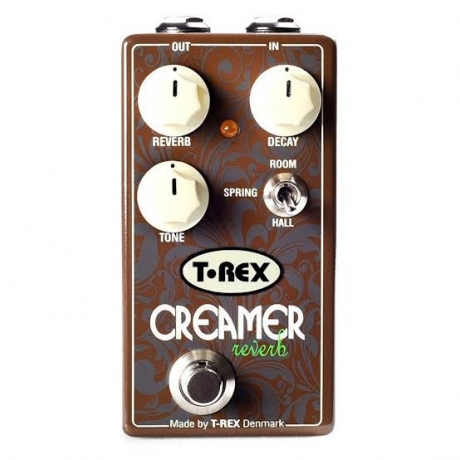 OUT IN
REVERB DECAY
ROOM
SPRING
HALL
TONE
T•REX
CREAMER
reverb
Made by T-REX Denmark